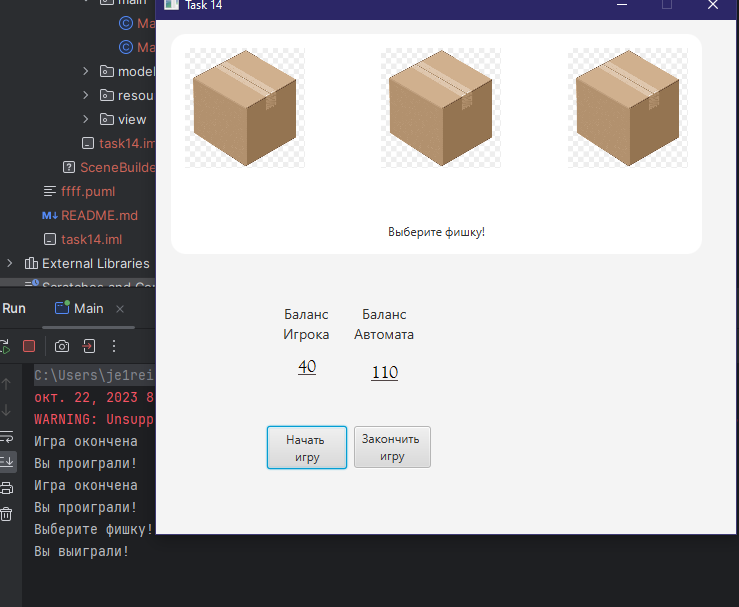 main
Task 14
Ma
Ma
model
resou
view
task14.im
SceneBuilde
ffff.puml
M↓ README.md
task14.iml
External Libraries
Scratches and Con
Выберите фишку!
Баланс
Игрока
40
Баланс
Автомата
110
Начать
игру
Закончить
игру
Run
Main
C:\Users\je1rei
окт. 22, 2023 8
WARNING: Unsupp
Игра окончена
Вы проиграли!
Игра окончена
Вы проиграли!
Выберите фишку!
Вы выиграли!